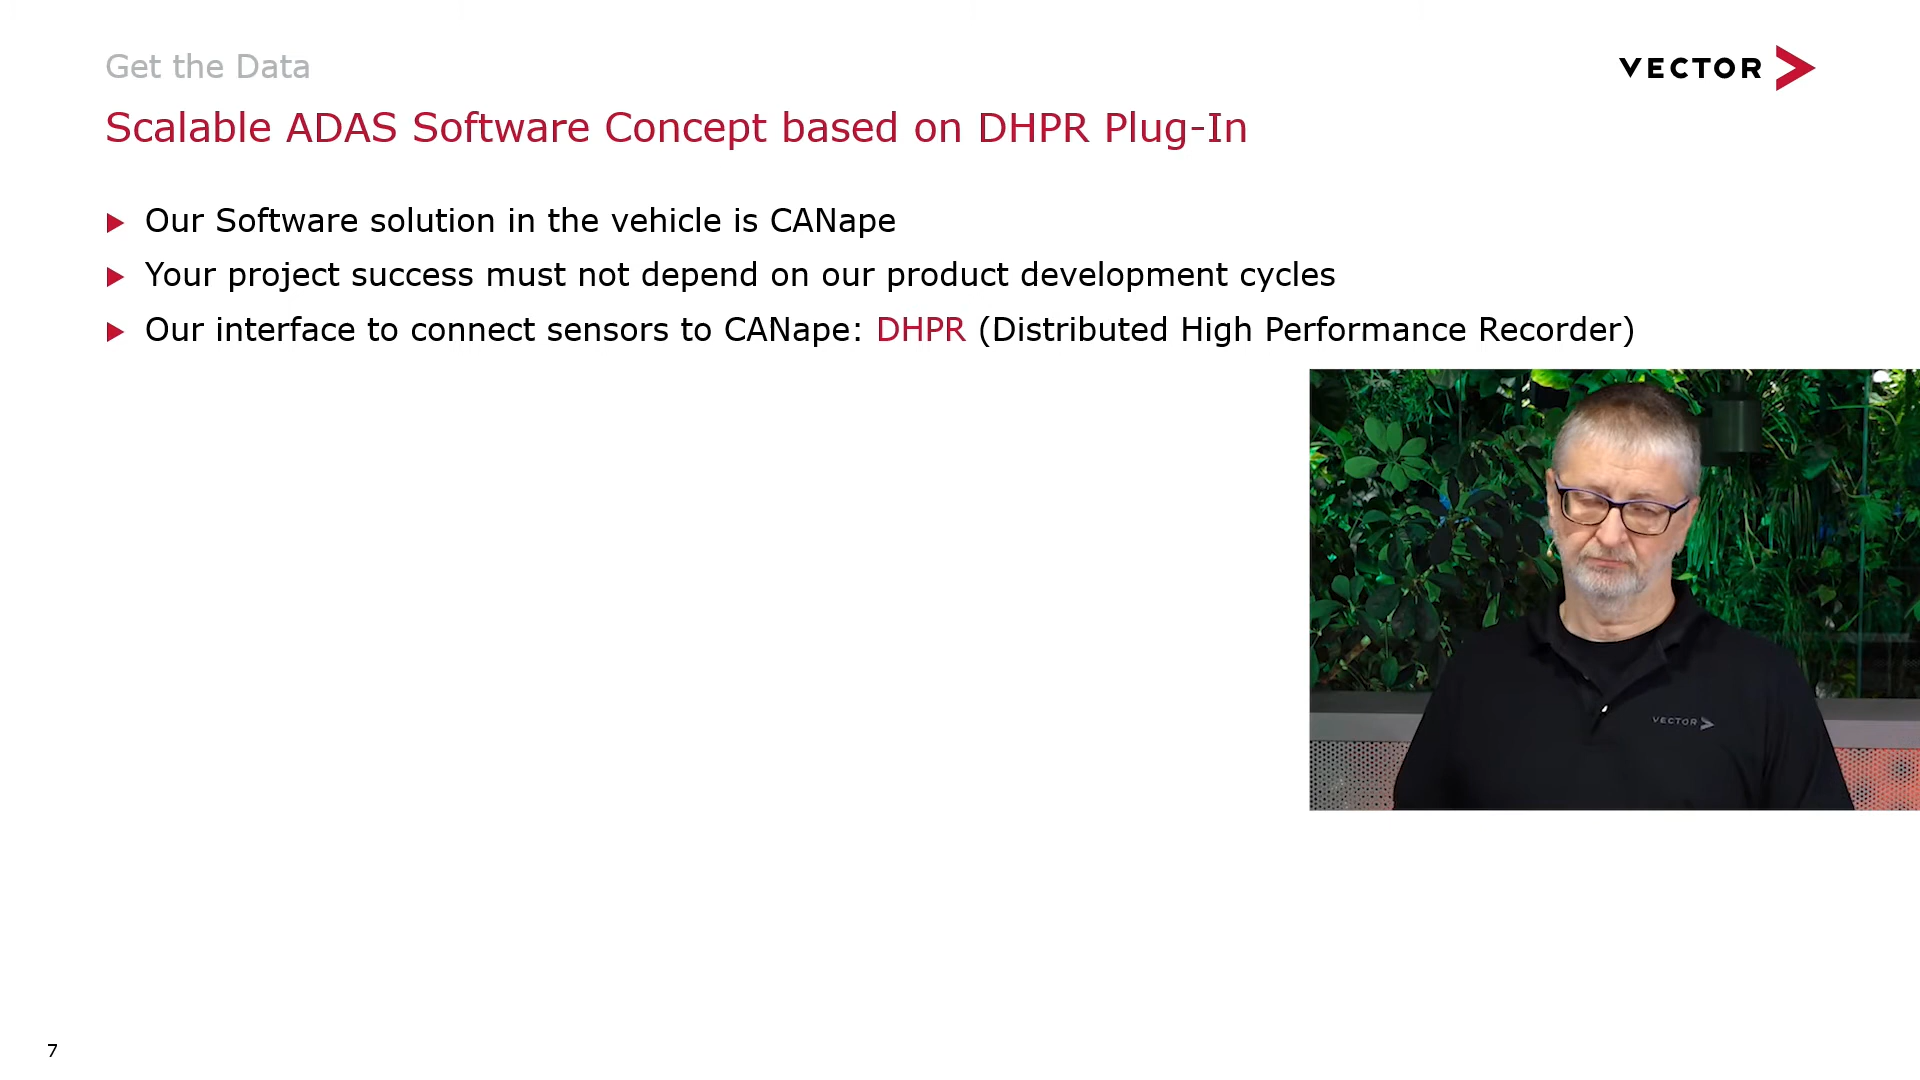 Get the Data
VECTOR
Scalable ADAS Software Concept based on DHPR Plug-In
Our Software solution in the vehicle is CANape
Your project success must not depend on our product development cycles
Our interface to connect sensors to CANape: DHPR (Distributed High Performance Recorder)
VECTOR
7